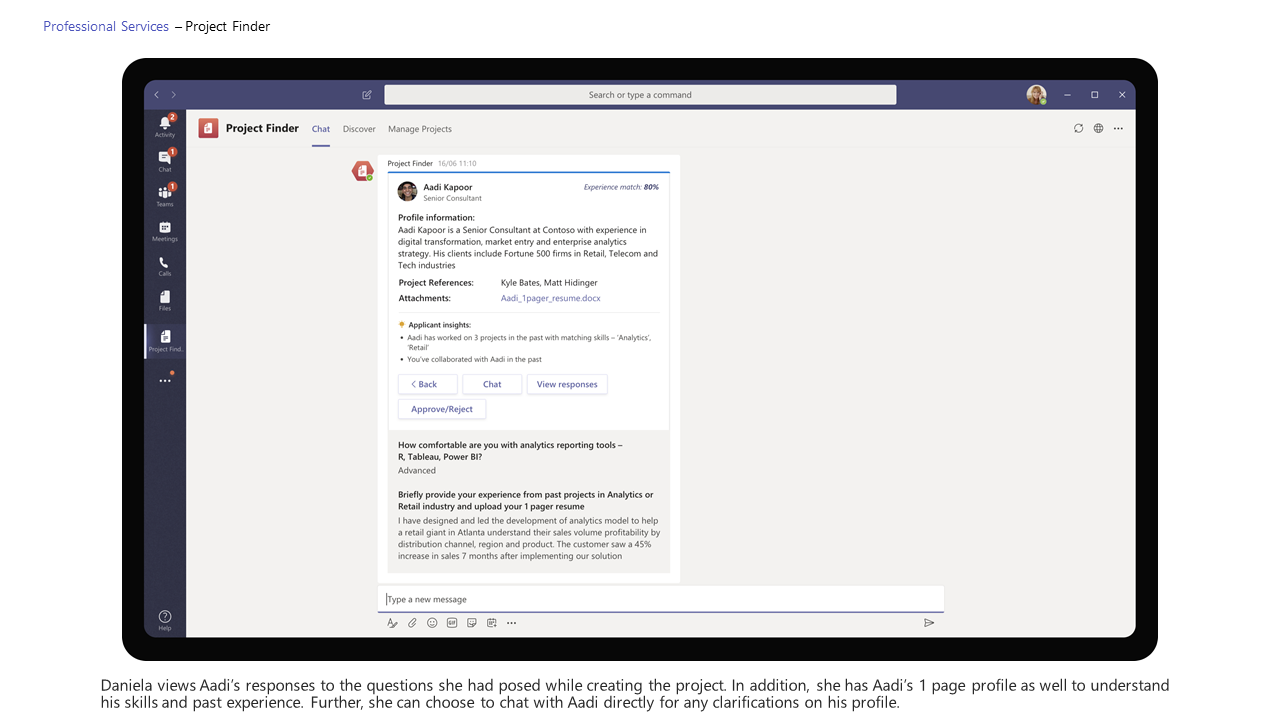 Professional Services – Project Finder
Search or type a command
Activity
2
Chat
1
Teams
1
Meetings
Calls
Files
Project Find..
Help
Project Finder Chat Discover Manage Projects
Project Finder 16/06 11:10
Aadi Kapoor
Senior Consultant
Experience match: 80%
Profile information:
Aadi Kapoor is a Senior Consultant at Contoso with experience in
digital transformation, market entry and enterprise analytics
strategy. His clients include Fortune 500 firms in Retail, Telecom and
Tech industries
Project References: Kyle Bates, Matt Hidinger
Attachments: Aadi_1pager_resume.docx
Applicant insights:
• Aadi has worked on 3 projects in the past with matching skills – 'Analytics',
'Retail'
• You've collaborated with Aadi in the past
Back Chat View responses
Approve/Reject
How comfortable are you with analytics reporting tools –
R, Tableau, Power BI?
Advanced
Briefly provide your experience from past projects in Analytics or
Retail industry and upload your 1 pager resume
I have designed and led the development of analytics model to help
a retail giant in Atlanta understand their sales volume profitability by
distribution channel, region and product. The customer saw a 45%
increase in sales 7 months after implementing our solution
Type a new message
GIF
Daniela views Aadi's responses to the questions she had posed while creating the project. In addition, she has Aadi's 1 page profile as well to understand
his skills and past experience. Further, she can choose to chat with Aadi directly for any clarifications on his profile.